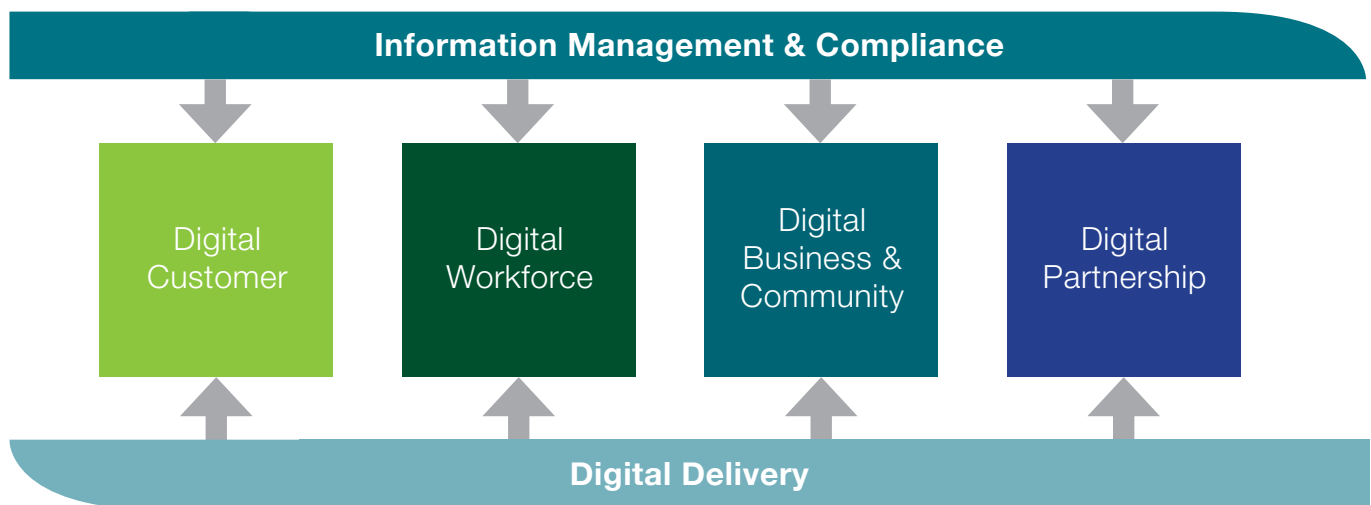 Information Management & Compliance
Digital
Customer
Digital
Workforce
Digital
Business &
Community
Digital
Partnership
Digital Delivery